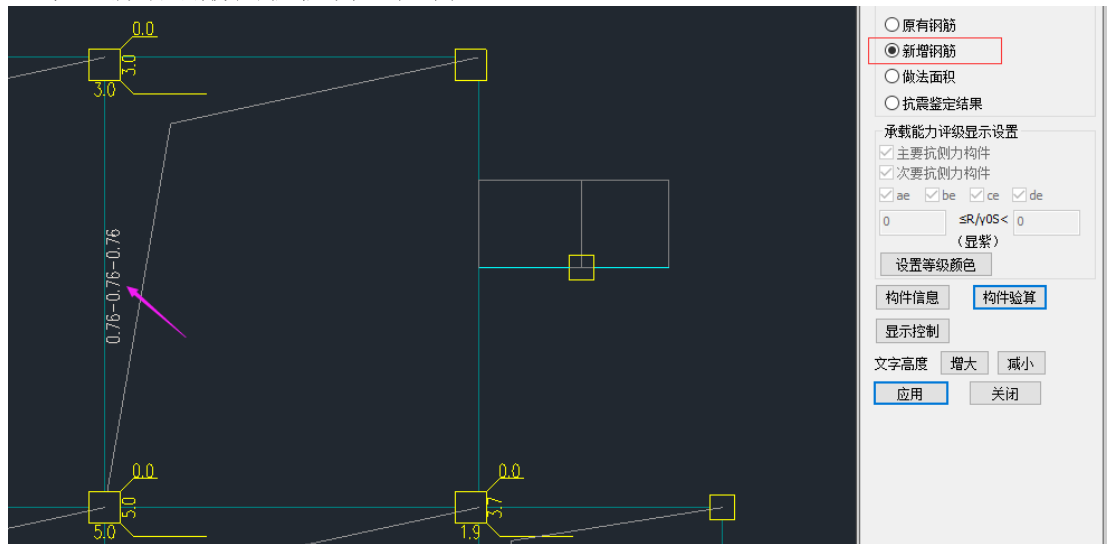 0.0
3.0
3.0
0.76-0.76-0.76
0.0
5.0
5.0
0.0
3.7
1.9
原有钢筋
新增钢筋
做法面积
抗震鉴定结果
承载能力评级显示设置
主要抗侧力构件
次要抗侧力构件
ae be ce de
0 ≤R/γ0S< 0
(显紫)
设置等级颜色
构件信息 构件验算
显示控制
文字高度 增大 减小
应用 关闭